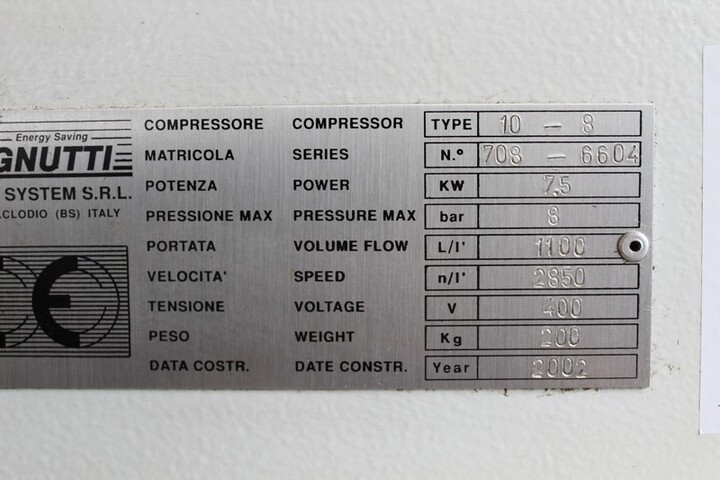 Energy Saving
GNUTTI
SYSTEM S.R.L.
ACLODIO (BS) ITALY
CE
COMPRESSORE COMPRESSOR TYPE 10 - 8
MATRICOLA SERIES N.° 708 - 6604
POTENZA POWER KW 7.5
PRESSIONE MAX PRESSURE MAX bar 8
PORTATA VOLUME FLOW L/I' 1100
VELOCITA' SPEED n/I' 2850
TENSIONE VOLTAGE V 400
PESO WEIGHT Kg 200
DATA COSTR. DATE CONSTR. Year 2002